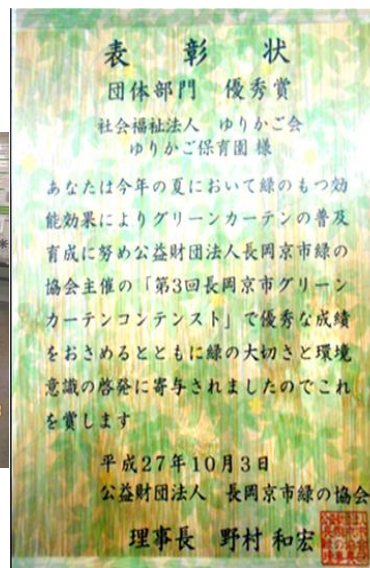 表彰状
団体部門　優秀賞
社会福祉法人　ゆりかご会
ゆりかご保育園 様
あなたは今年の夏において緑のもつ効
能効果によりグリーンカーテンの普及
育成に努め公益財団法人長岡京市緑の
協会主催の「第3回長岡京市グリーン
カーテンコンテンスト」で優秀な成績
をおさめるとともに緑の大切さと環境
意識の啓発に寄与されましたのでこれ
を賞します
平成27年10月3日
公益財団法人　長岡京市緑の協会
理事長　野村 和宏